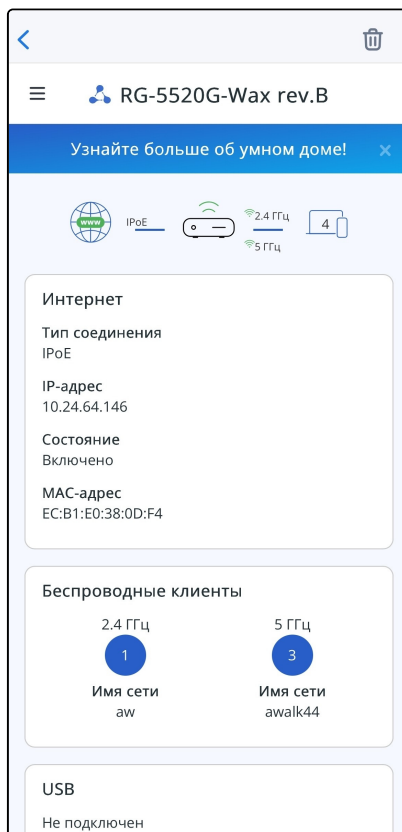 RG-5520G-Wax rev.B
Узнайте больше об умном доме!
www
IPoE
2.4 ГГц
5 ГГц
4
Интернет
Тип соединения
IPoE
IP-адрес
10.24.64.146
Состояние
Включено
MAC-адрес
EC:B1:E0:38:0D:F4
Беспроводные клиенты
2.4 ГГц 5 ГГц
1 3
Имя сети Имя сети
aw awalk44
USB
Не подключен